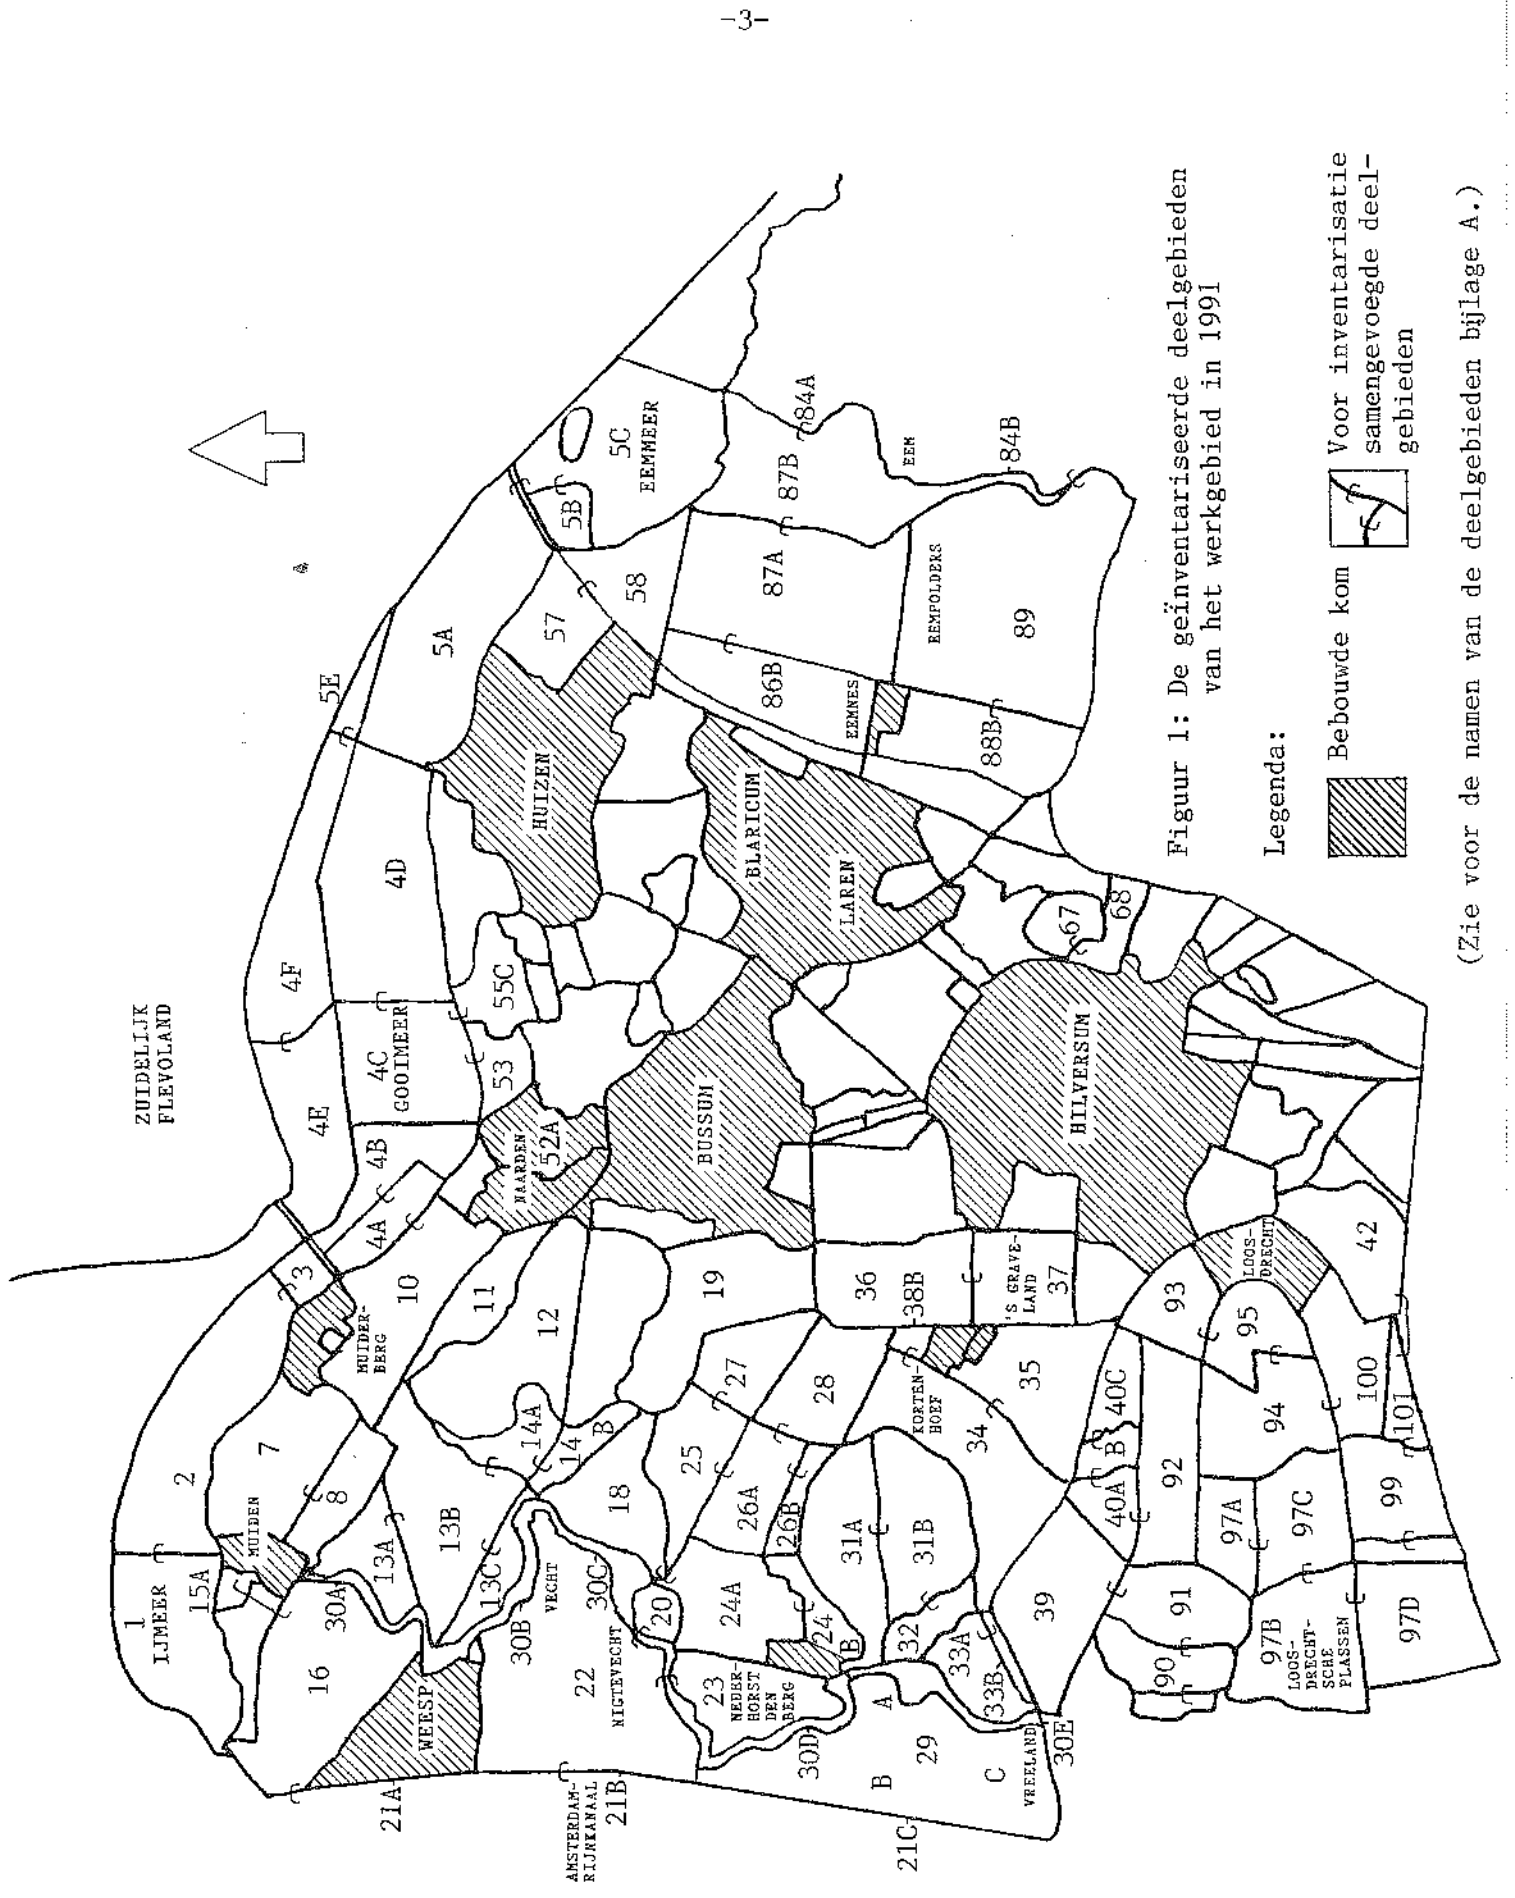 -3-
ZUIDELIJK
FLEVOLAND
1
IJMEER
2
15A
MUIDEN
7
8
3
4A
4B
4E
4C
GOOIMEER
4F
4D
5E
5A
5B
5C
EEMMEER
MUIDER-
BERG
10
11
12
13A
13B
13C
14A
14
B
16
30A
WEESP
21A
30B
VECHT
30C
22
NIGTEVECHT
AMSTERDAM-
RIJNKANAAL
21B
18
19
20
NAARDEN
52A
53
55C
HUIZEN
57
58
BUSSUM
BLARICUM
LAREN
86B
87A
87B
84A
EEMNES
EEM
84B
EEMPOLDERS
88B
89
23
NEDER-
HORST
DEN
BERG
24A
24
B
25
26A
26B
27
28
30D
29
A
B
C
21C
VREELAND
30E
31A
31B
32
33A
33B
34
35
36
38B
KORTEN-
HOEF
'S GRAVE-
LAND
37
39
40A
B
40C
HILVERSUM
67
68
LOOS-
DRECHT
42
90
91
92
93
94
95
97A
97B
LOOS-
DRECHT-
SCHE
PLASSEN
97C
97D
99
100
101
Figuur 1: De geïnventariseerde deelgebieden
van het werkgebied in 1991
Legenda:
Bebouwde kom
Voor inventarisatie
samengevoegde deel-
gebieden
(Zie voor de namen van de deelgebieden bijlage A.)